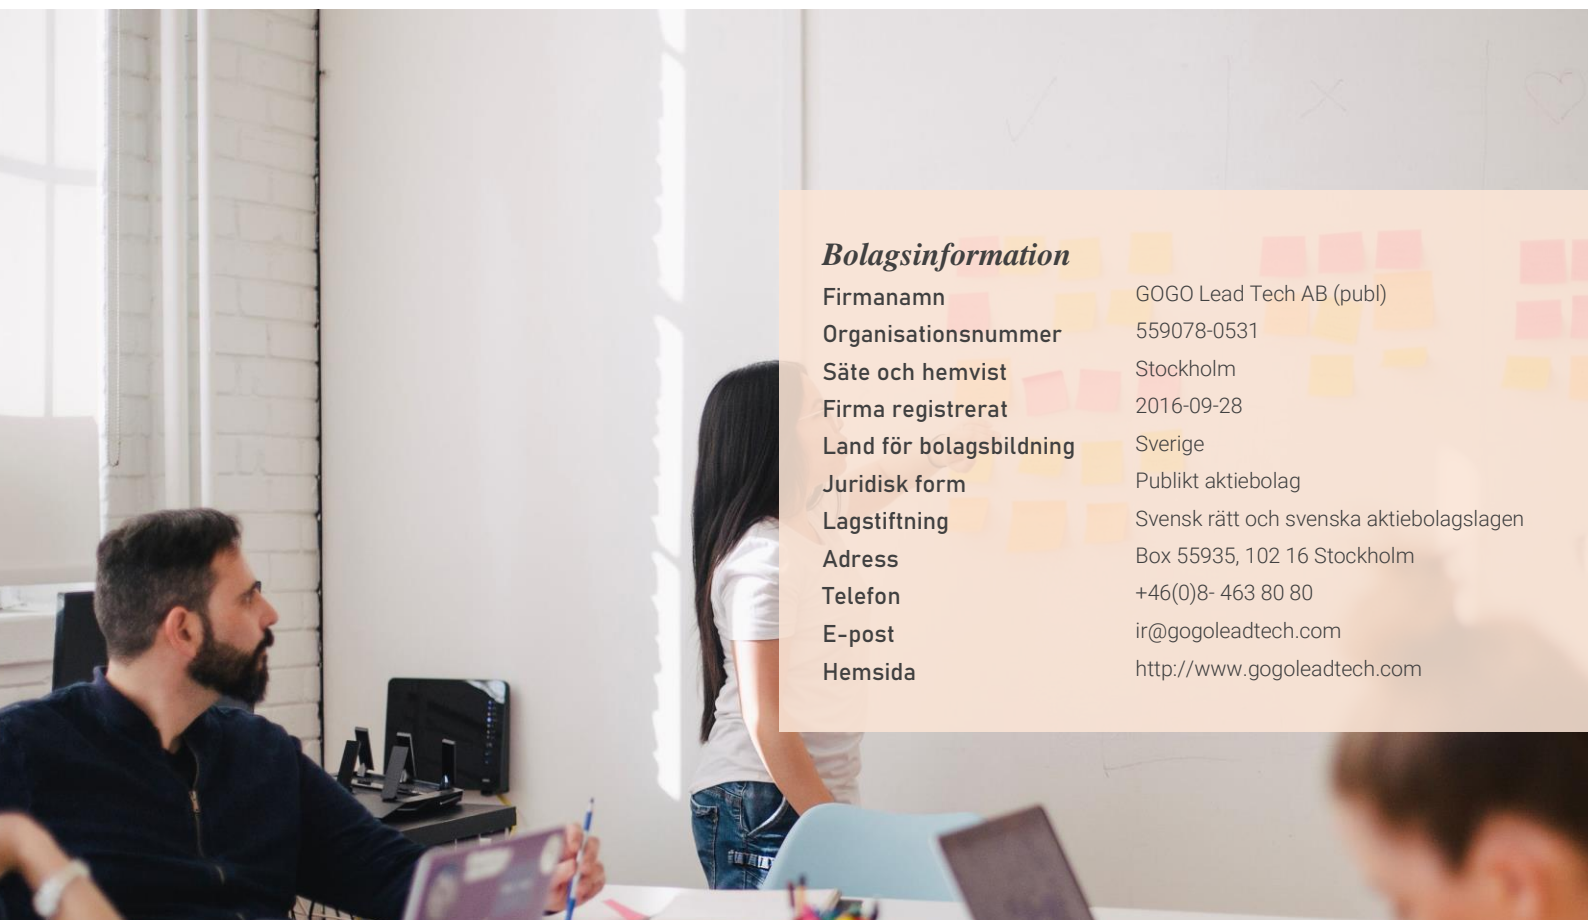 Bolagsinformation
Firmanamn GOGO Lead Tech AB (publ)
Organisationsnummer 559078-0531
Säte och hemvist Stockholm
Firma registrerat 2016-09-28
Land för bolagsbildning Sverige
Juridisk form Publikt aktiebolag
Lagstiftning Svensk rätt och svenska aktiebolagslagen
Adress Box 55935, 102 16 Stockholm
Telefon +46(0)8- 463 80 80
E-post ir@gogoleadtech.com
Hemsida http://www.gogoleadtech.com